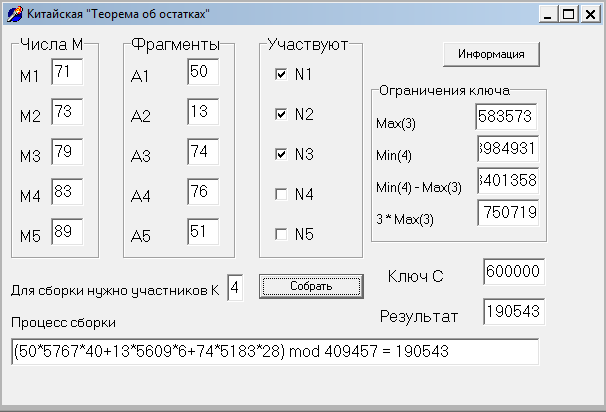 Китайская "Теорема об остатках"
Числа М Фрагменты Участвуют
M1 71 A1 50 N1
M2 73 A2 13 N2
M3 79 A3 74 N3
M4 83 A4 76 N4
M5 89 A5 51 N5
Информация
Ограничения ключа
Max(3) 583573
Min(4) 3984931
Min(4) - Max(3) 3401358
3 * Max(3) 750719
Для сборки нужно участников К 4 Собрать
Ключ С 600000
Результат 190543
Процесс сборки
(50*5767*40+13*5609*6+74*5183*28) mod 409457 = 190543